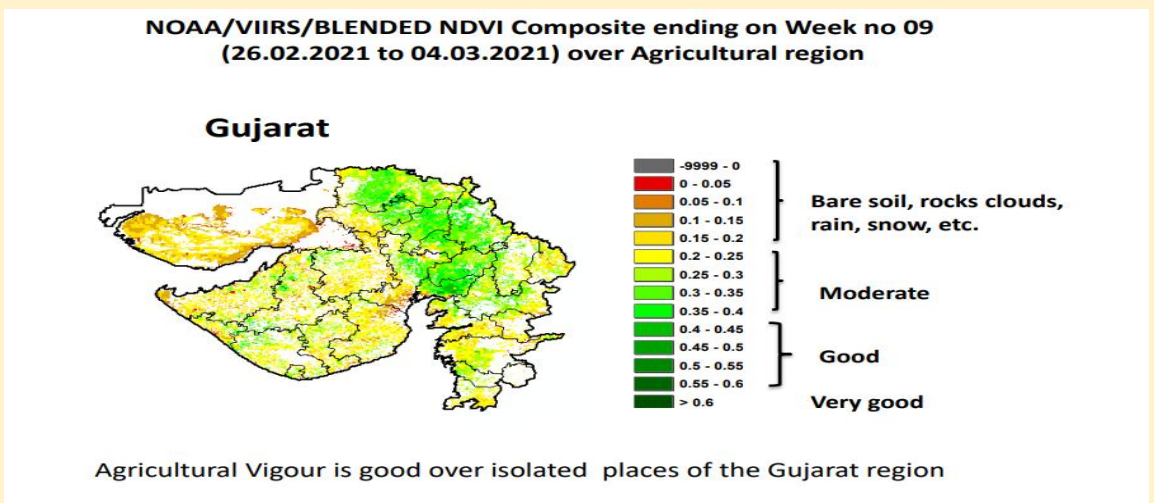 NOAA/VIIRS/BLENDED NDVI Composite ending on Week no 09
(26.02.2021 to 04.03.2021) over Agricultural region
Gujarat
-9999 - 0
0 - 0.05
0.05 - 0.1
0.1 - 0.15
0.15 - 0.2
0.2 - 0.25
0.25 - 0.3
0.3 - 0.35
0.35 - 0.4
0.4 - 0.45
0.45 - 0.5
0.5 - 0.55
0.55 - 0.6
> 0.6
Bare soil, rocks clouds,
rain, snow, etc.
Moderate
Good
Very good
Agricultural Vigour is good over isolated places of the Gujarat region